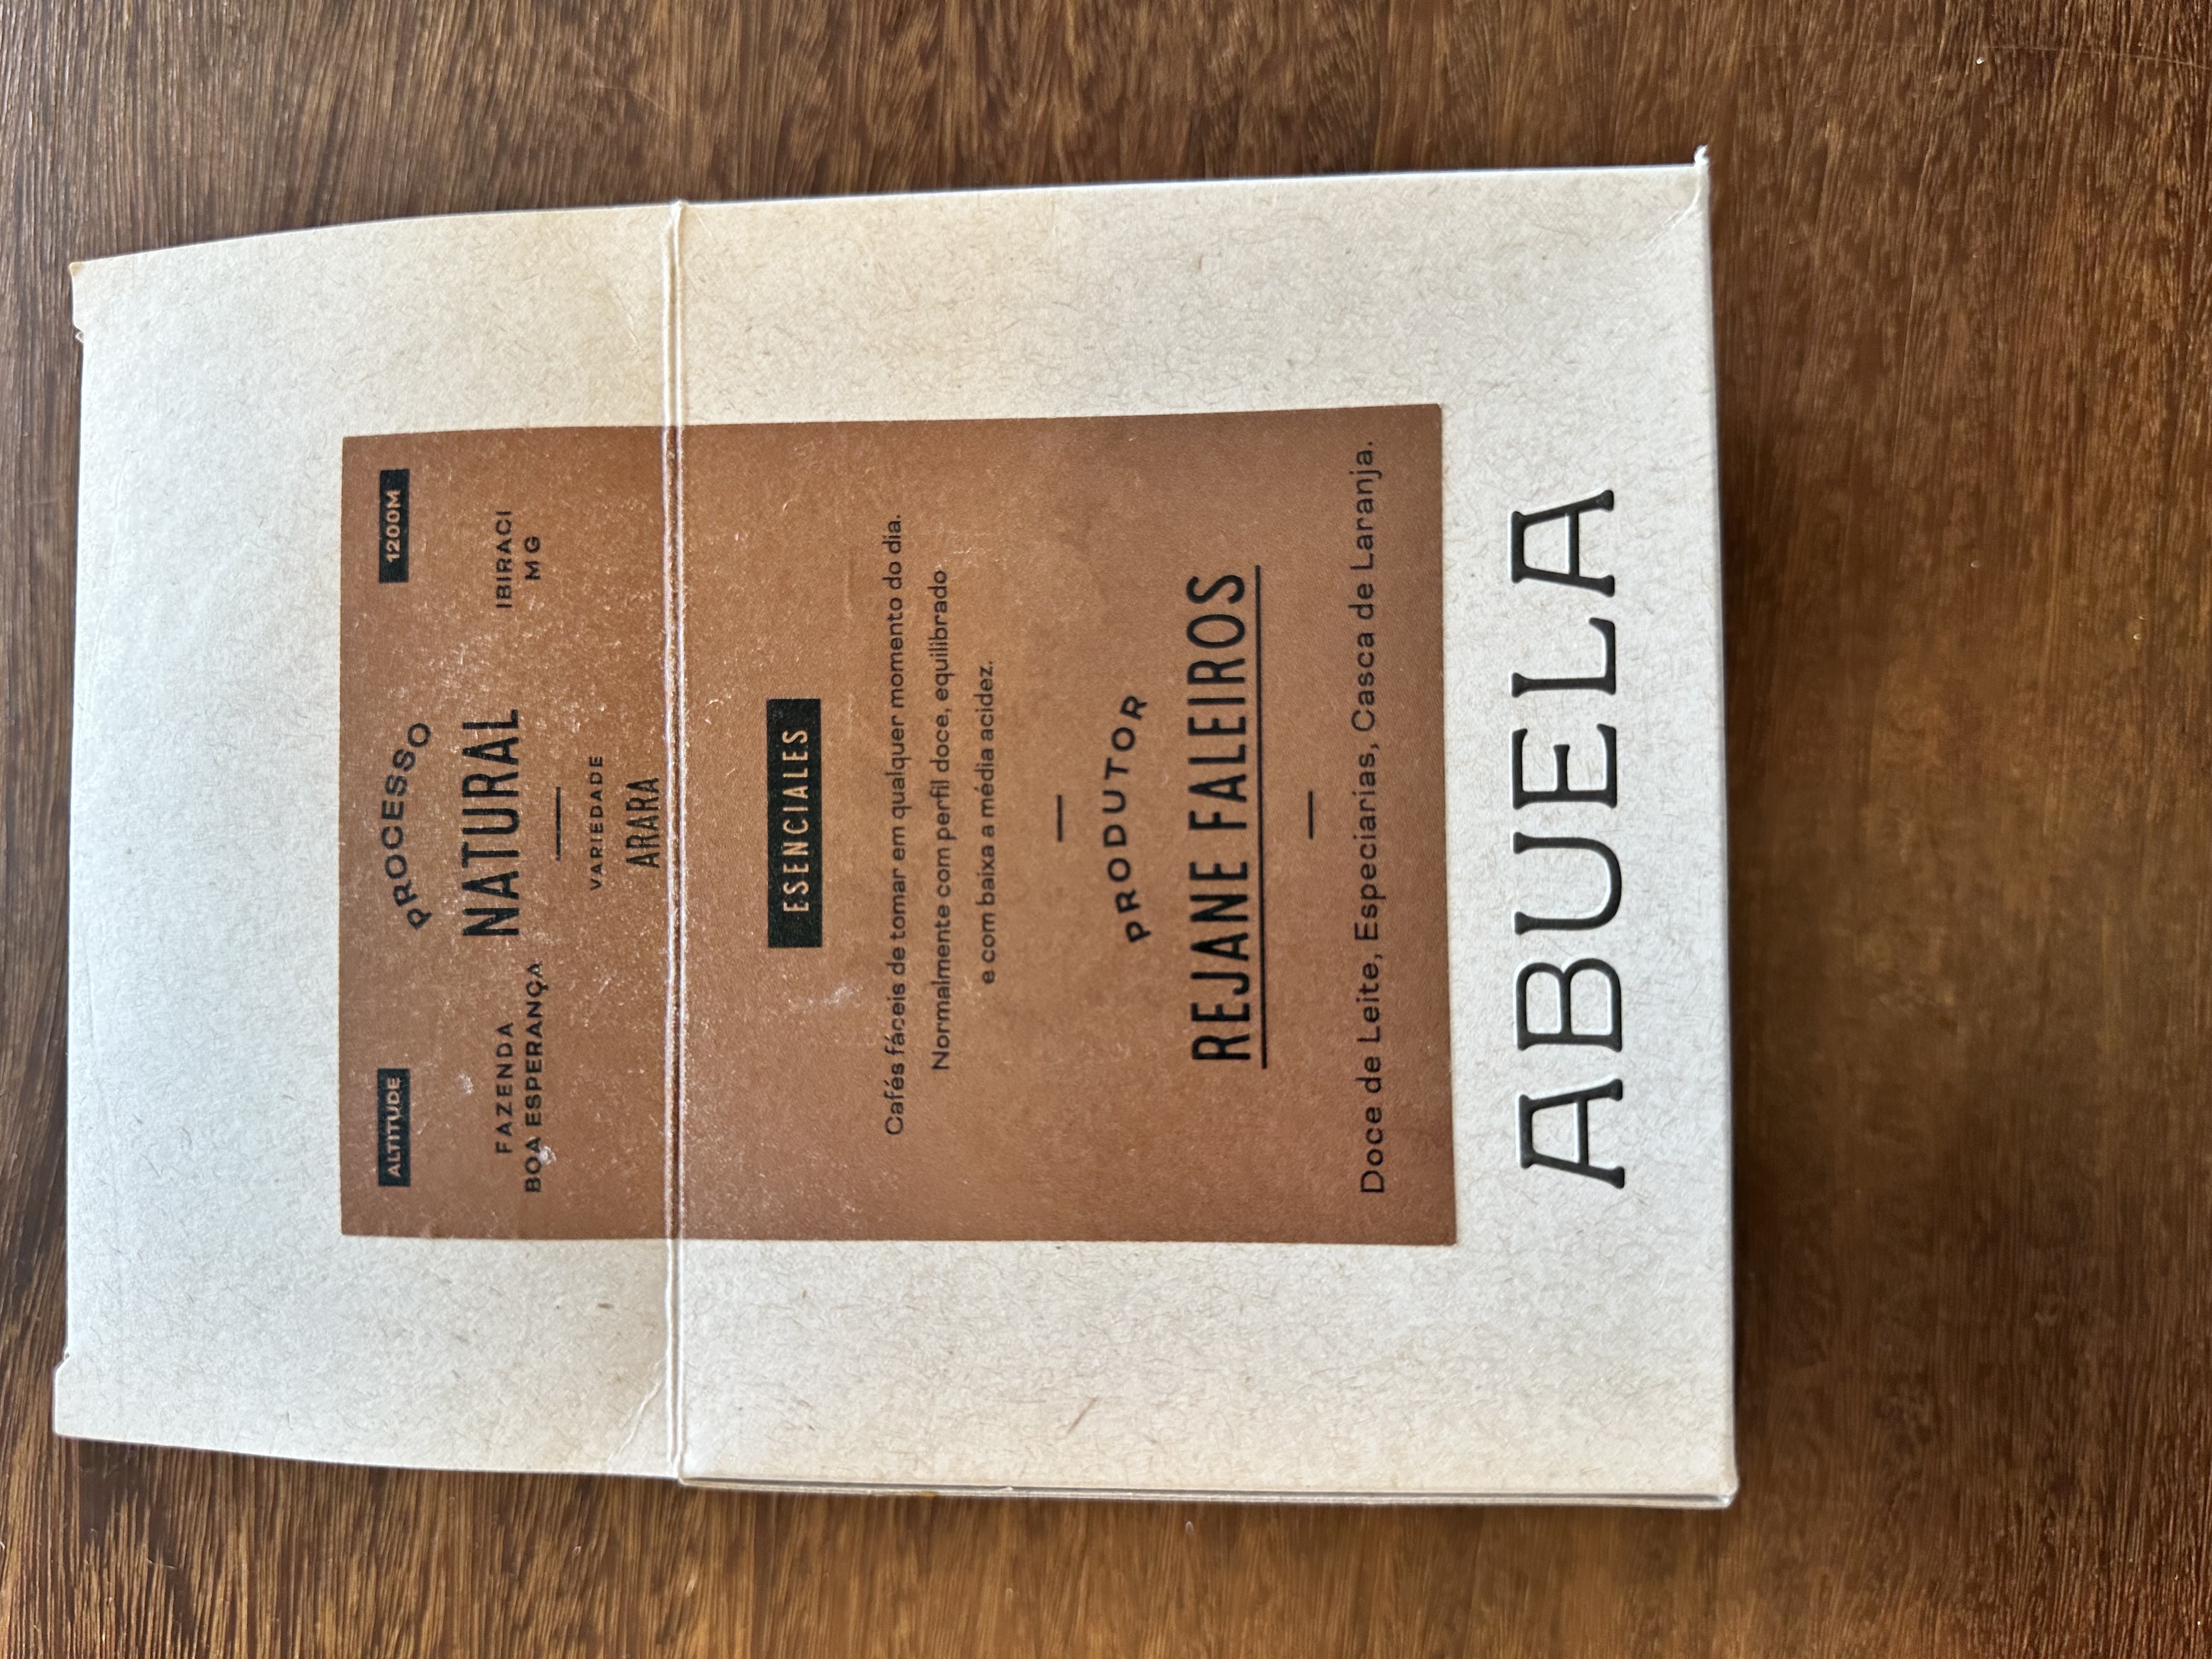 ALTITUDE
1200M
PROCESSO
NATURAL
FAZENDA
BOA ESPERANÇA
IBIRACI
MG
VARIEDADE
ARARA
ESENCIALES
Cafés fáceis de tomar em qualquer momento do dia.
Normalmente com perfil doce, equilibrado
e com baixa a média acidez.
PRODUTOR
REJANE FALEIROS
Doce de Leite, Especiarias, Casca de Laranja.
ABUELA